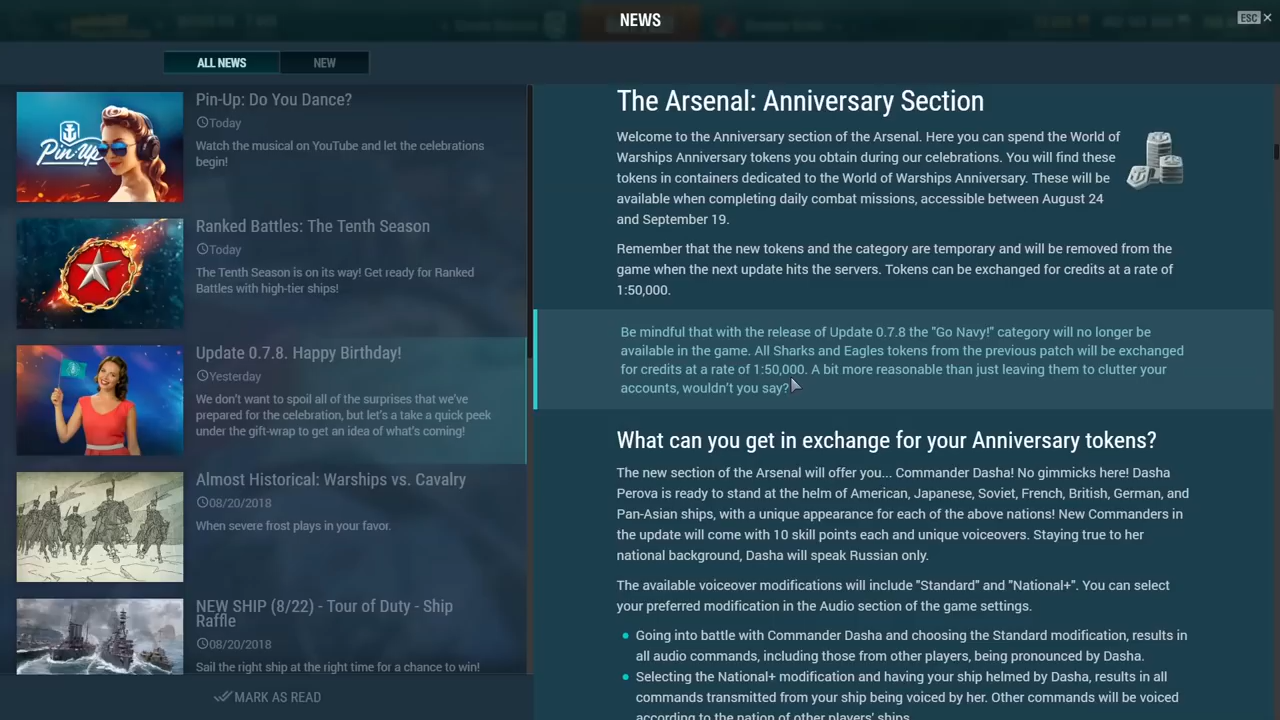 NEWS
ESC
ALL NEWS
NEW
Pin-Up
Pin-Up: Do You Dance?
Today
Watch the musical on YouTube and let the celebrations
begin!
Ranked Battles: The Tenth Season
Today
The Tenth Season is on its way! Get ready for Ranked
Battles with high-tier ships!
Update 0.7.8. Happy Birthday!
Yesterday
We don't want to spoil all of the surprises that we've
prepared for the celebration, but let's a take a quick peek
under the gift-wrap to get an idea of what's coming!
Almost Historical: Warships vs. Cavalry
08/20/2018
When severe frost plays in your favor.
NEW SHIP (8/22) - Tour of Duty - Ship
Raffle
08/20/2018
Sail the right ship at the right time for a chance to win!
MARK AS READ
The Arsenal: Anniversary Section
Welcome to the Anniversary section of the Arsenal. Here you can spend the World of
Warships Anniversary tokens you obtain during our celebrations. You will find these
tokens in containers dedicated to the World of Warships Anniversary. These will be
available when completing daily combat missions, accessible between August 24
and September 19.
Remember that the new tokens and the category are temporary and will be removed from the
game when the next update hits the servers. Tokens can be exchanged for credits at a rate of
1:50,000.
Be mindful that with the release of Update 0.7.8 the "Go Navy!" category will no longer be
available in the game. All Sharks and Eagles tokens from the previous patch will be exchanged
for credits at a rate of 1:50,000. A bit more reasonable than just leaving them to clutter your
accounts, wouldn't you say?
What can you get in exchange for your Anniversary tokens?
The new section of the Arsenal will offer you... Commander Dasha! No gimmicks here! Dasha
Perova is ready to stand at the helm of American, Japanese, Soviet, French, British, German, and
Pan-Asian ships, with a unique appearance for each of the above nations! New Commanders in
the update will come with 10 skill points each and unique voiceovers. Staying true to her
national background, Dasha will speak Russian only.
The available voiceover modifications will include "Standard" and "National+". You can select
your preferred modification in the Audio section of the game settings.
Going into battle with Commander Dasha and choosing the Standard modification, results in
all audio commands, including those from other players, being pronounced by Dasha.
Selecting the National+ modification and having your ship helmed by Dasha, results in all
commands transmitted from your ship being voiced by her. Other commands will be voiced
according to the nation of other players' ships.